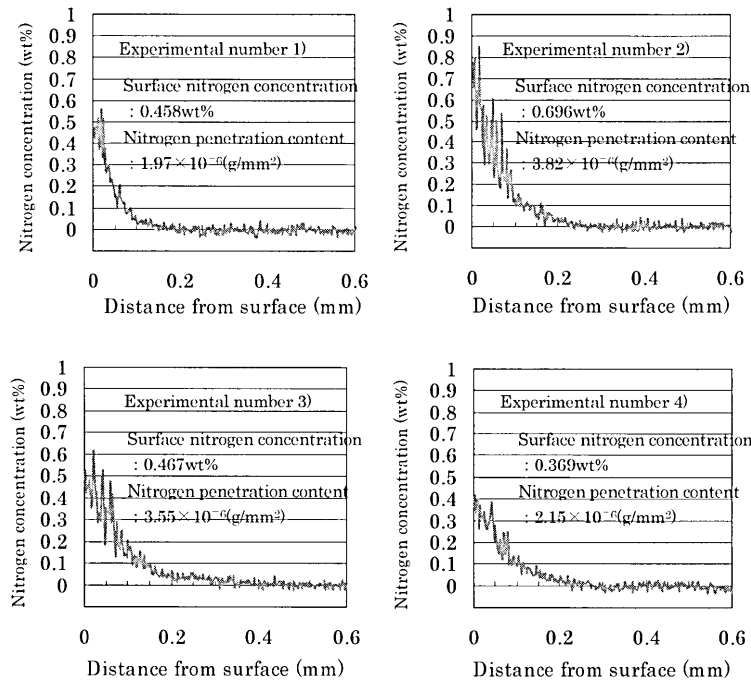 1
0.9
0.8
0.7
0.6
0.5
0.4
0.3
0.2
0.1
0
Nitrogen concentration (wt%)
Experimental number 1)
Surface nitrogen concentration
: 0.458wt%
Nitrogen penetration content
: 1.97×10⁻⁶(g/mm²)
0 0.2 0.4 0.6
Distance from surface (mm)
1
0.9
0.8
0.7
0.6
0.5
0.4
0.3
0.2
0.1
0
Nitrogen concentration (wt%)
Experimental number 2)
Surface nitrogen concentration
: 0.696wt%
Nitrogen penetration content
: 3.82×10⁻⁶(g/mm²)
0 0.2 0.4 0.6
Distance from surface (mm)
1
0.9
0.8
0.7
0.6
0.5
0.4
0.3
0.2
0.1
0
Nitrogen concentration (wt%)
Experimental number 3)
Surface nitrogen concentration
: 0.467wt%
Nitrogen penetration content
: 3.55×10⁻⁶(g/mm²)
0 0.2 0.4 0.6
Distance from surface (mm)
1
0.9
0.8
0.7
0.6
0.5
0.4
0.3
0.2
0.1
0
Nitrogen concentration (wt%)
Experimental number 4)
Surface nitrogen concentration
: 0.369wt%
Nitrogen penetration content
: 2.15×10⁻⁶(g/mm²)
0 0.2 0.4 0.6
Distance from surface (mm)